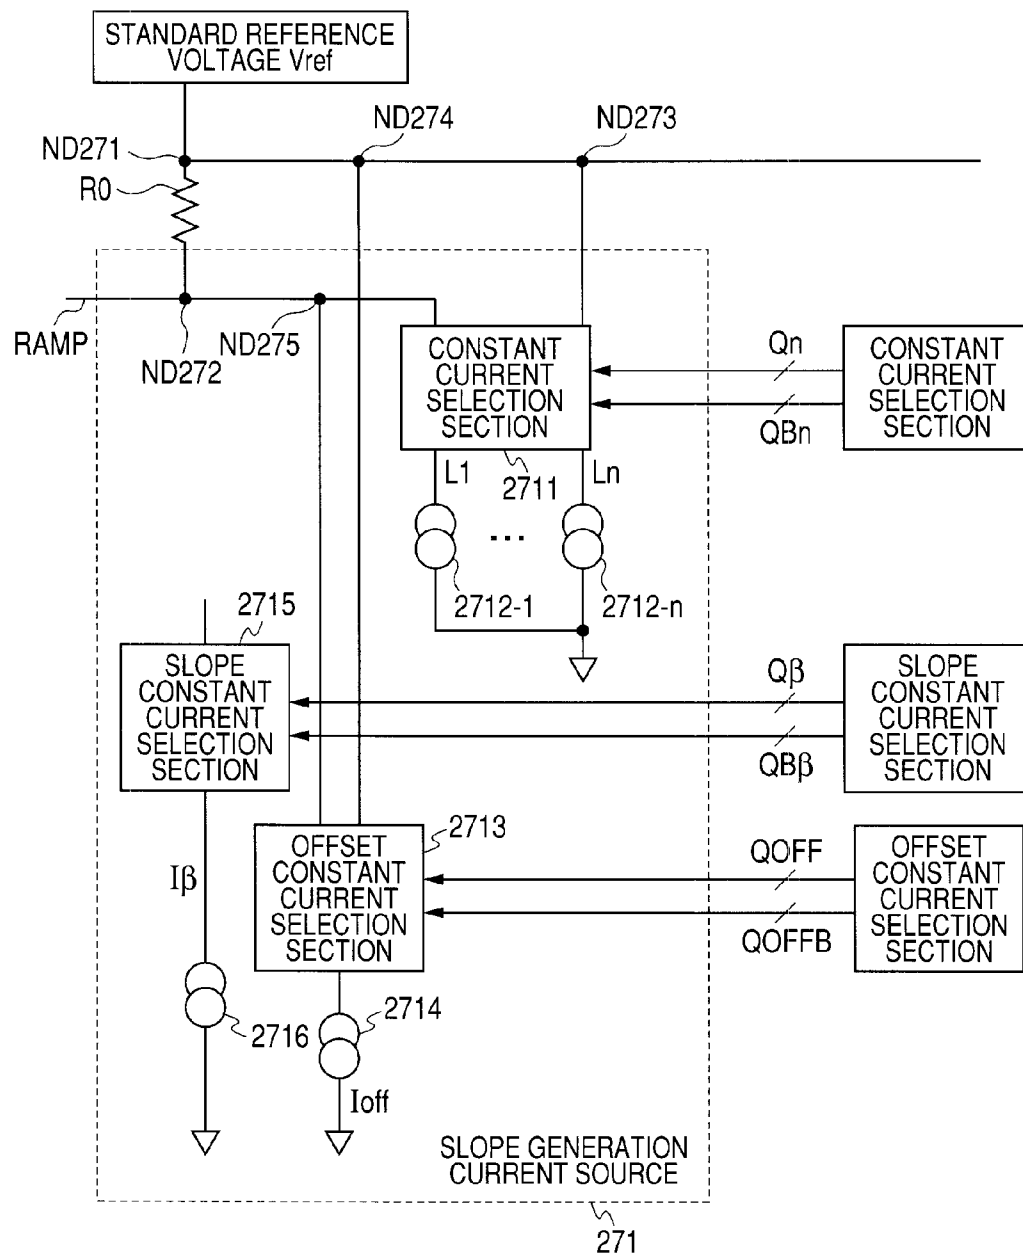 STANDARD REFERENCE
VOLTAGE Vref
ND271
ND274
ND273
R0
RAMP
ND272
ND275
CONSTANT
CURRENT
SELECTION
SECTION
Qn
QBn
CONSTANT
CURRENT
SELECTION
SECTION
L1
2711
Ln
...
2712-1
2712-n
2715
SLOPE
CONSTANT
CURRENT
SELECTION
SECTION
Qβ
QBβ
SLOPE
CONSTANT
CURRENT
SELECTION
SECTION
Iβ
2713
OFFSET
CONSTANT
CURRENT
SELECTION
SECTION
QOFF
QOFFB
OFFSET
CONSTANT
CURRENT
SELECTION
SECTION
2716
2714
Ioff
SLOPE GENERATION
CURRENT SOURCE
271